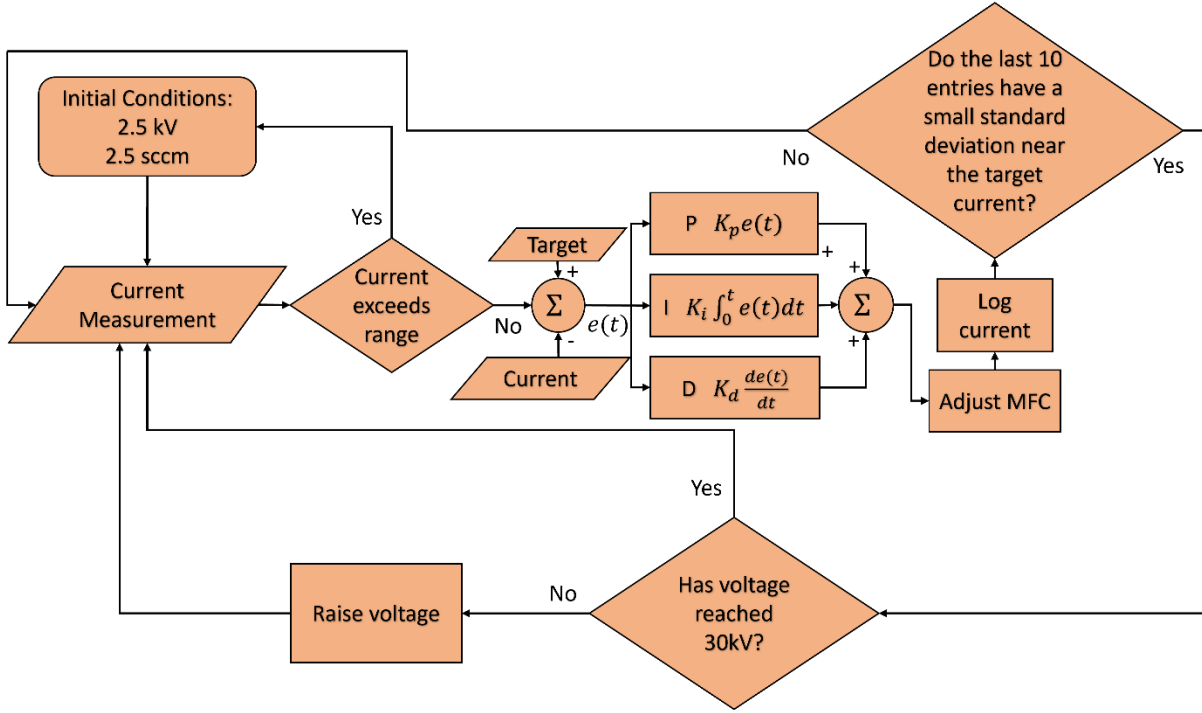 Initial Conditions:
2.5 kV
2.5 sccm
Do the last 10
entries have a
small standard
deviation near
the target
current?
No
Yes
Yes
Current
Measurement
Current
exceeds
range
No
Target
+
Σ
-
Current
e(t)
P K_p e(t)
I K_i ∫_0^t e(t)dt
D K_d de(t)/dt
+
+
Σ
+
Log
current
Adjust MFC
Yes
Has voltage
reached
30kV?
No
Raise voltage